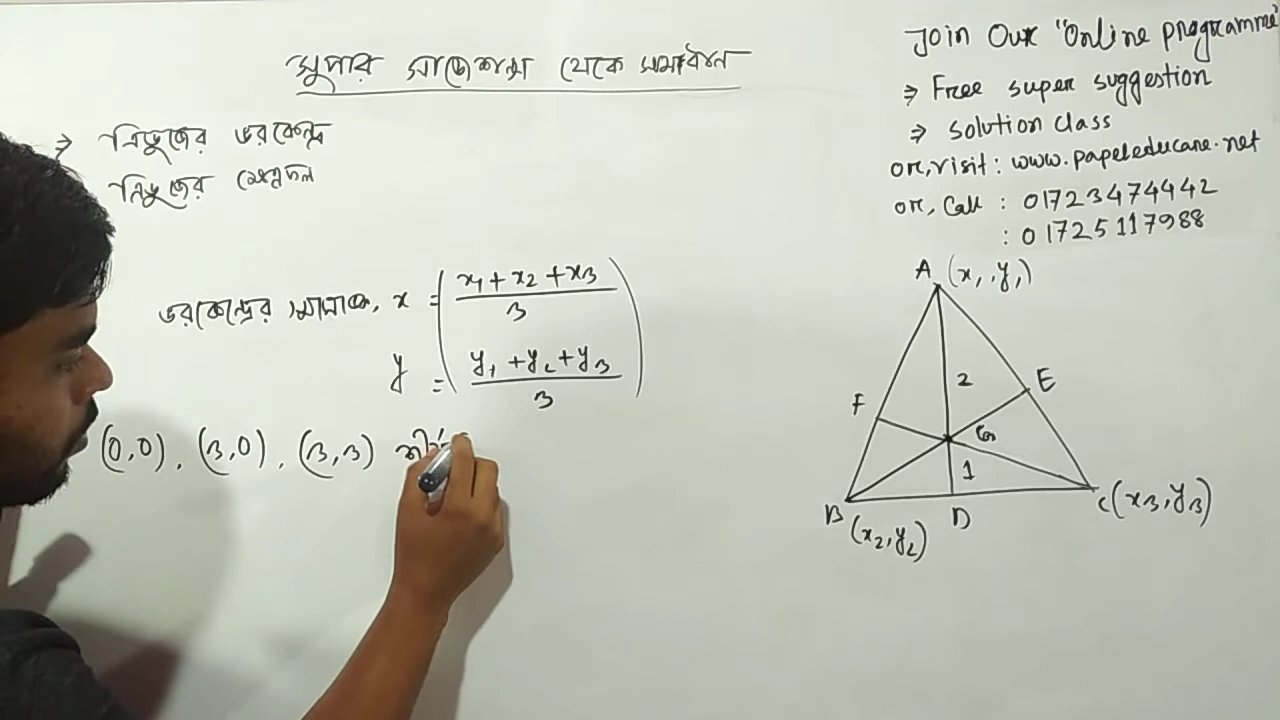 সুপার সাজেশন্স থেকে সমাধান
Join Our "Online programme"
⇒ Free super suggestion
⇒ solution class
or, visit: www.papeleducane.net
or, Call : 01723474442
: 01725117988
⇒ ত্রিভুজের ভরকেন্দ্র
ত্রিভুজের ক্ষেত্রফল
ভরকেন্দ্রের স্থানাঙ্ক, x = (x1 + x2 + x3) / 3
y = (y1 + y2 + y3) / 3
(0,0), (3,0), (3,3) শীর্ষ
A (x1, y1)
2
E
F
G
1
B
D
C (x3, y3)
(x2, y2)